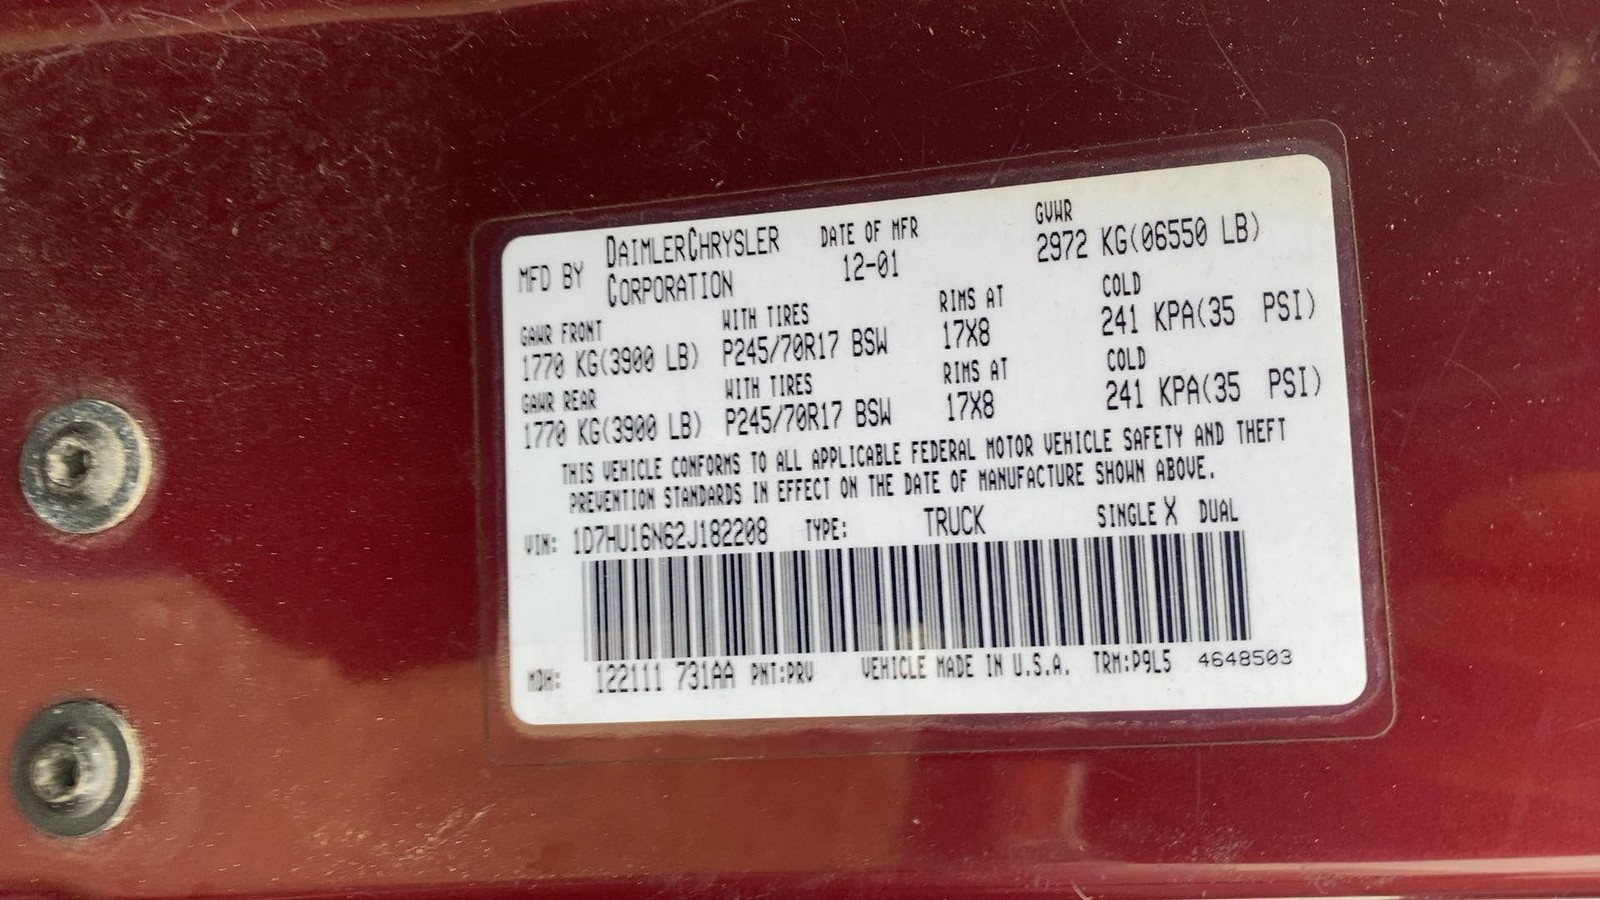 MFD BY DAIMLERCHRYSLER CORPORATION DATE OF MFR 12-01 GVWR 2972 KG(06550 LB)
GAWR FRONT WITH TIRES RIMS AT COLD
1770 KG(3900 LB) P245/70R17 BSW 17X8 241 KPA(35 PSI)
GAWR REAR WITH TIRES RIMS AT COLD
1770 KG(3900 LB) P245/70R17 BSW 17X8 241 KPA(35 PSI)
THIS VEHICLE CONFORMS TO ALL APPLICABLE FEDERAL MOTOR VEHICLE SAFETY AND THEFT
PREVENTION STANDARDS IN EFFECT ON THE DATE OF MANUFACTURE SHOWN ABOVE.
VIN: 1D7HU16N62J182208 TYPE: TRUCK SINGLE X DUAL
MDH: 122111 731AA PNT:PRV VEHICLE MADE IN U.S.A. TRM:P9L5 4648503